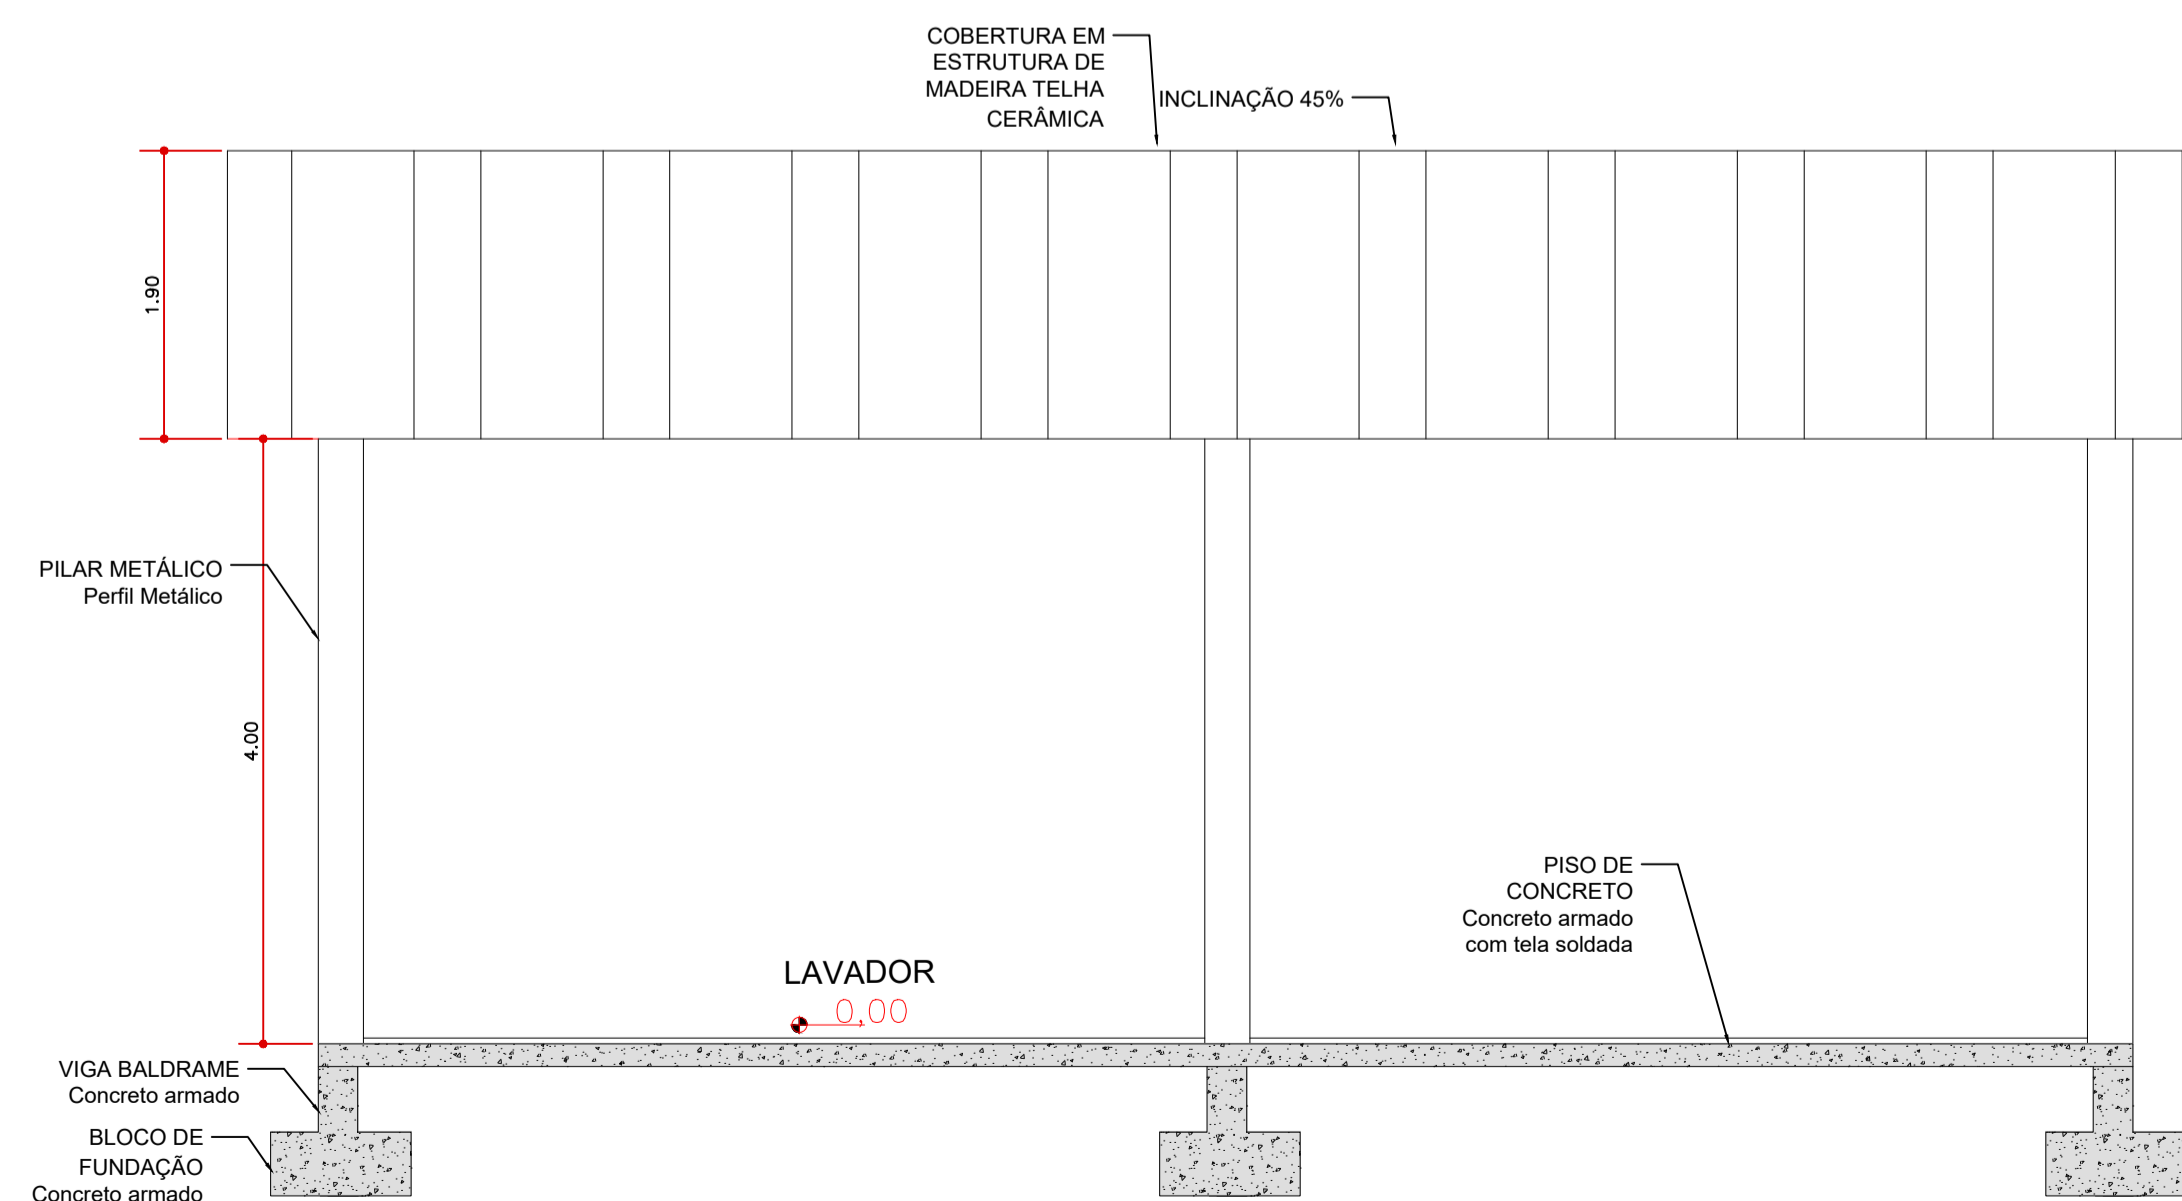 COBERTURA EM
ESTRUTURA DE
MADEIRA TELHA
CERÂMICA
INCLINAÇÃO 45%
1.90
PILAR METÁLICO
Perfil Metálico
4.00
PISO DE
CONCRETO
Concreto armado
com tela soldada
LAVADOR
0,00
VIGA BALDRAME
Concreto armado
BLOCO DE
FUNDAÇÃO
Concreto armado